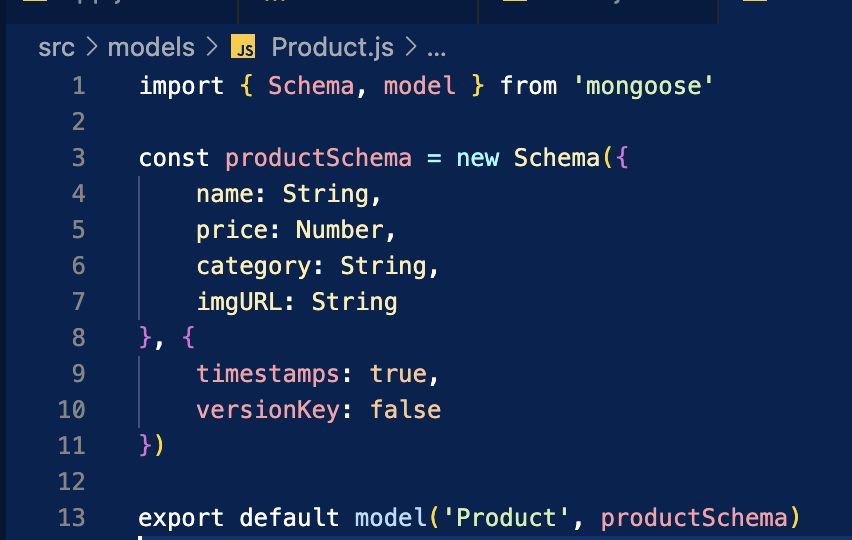 src > models > JS Product.js > ...
1 import { Schema, model } from 'mongoose'
2
3 const productSchema = new Schema({
4     name: String,
5     price: Number,
6     category: String,
7     imgURL: String
8 }, {
9     timestamps: true,
10     versionKey: false
11 })
12
13 export default model('Product', productSchema)